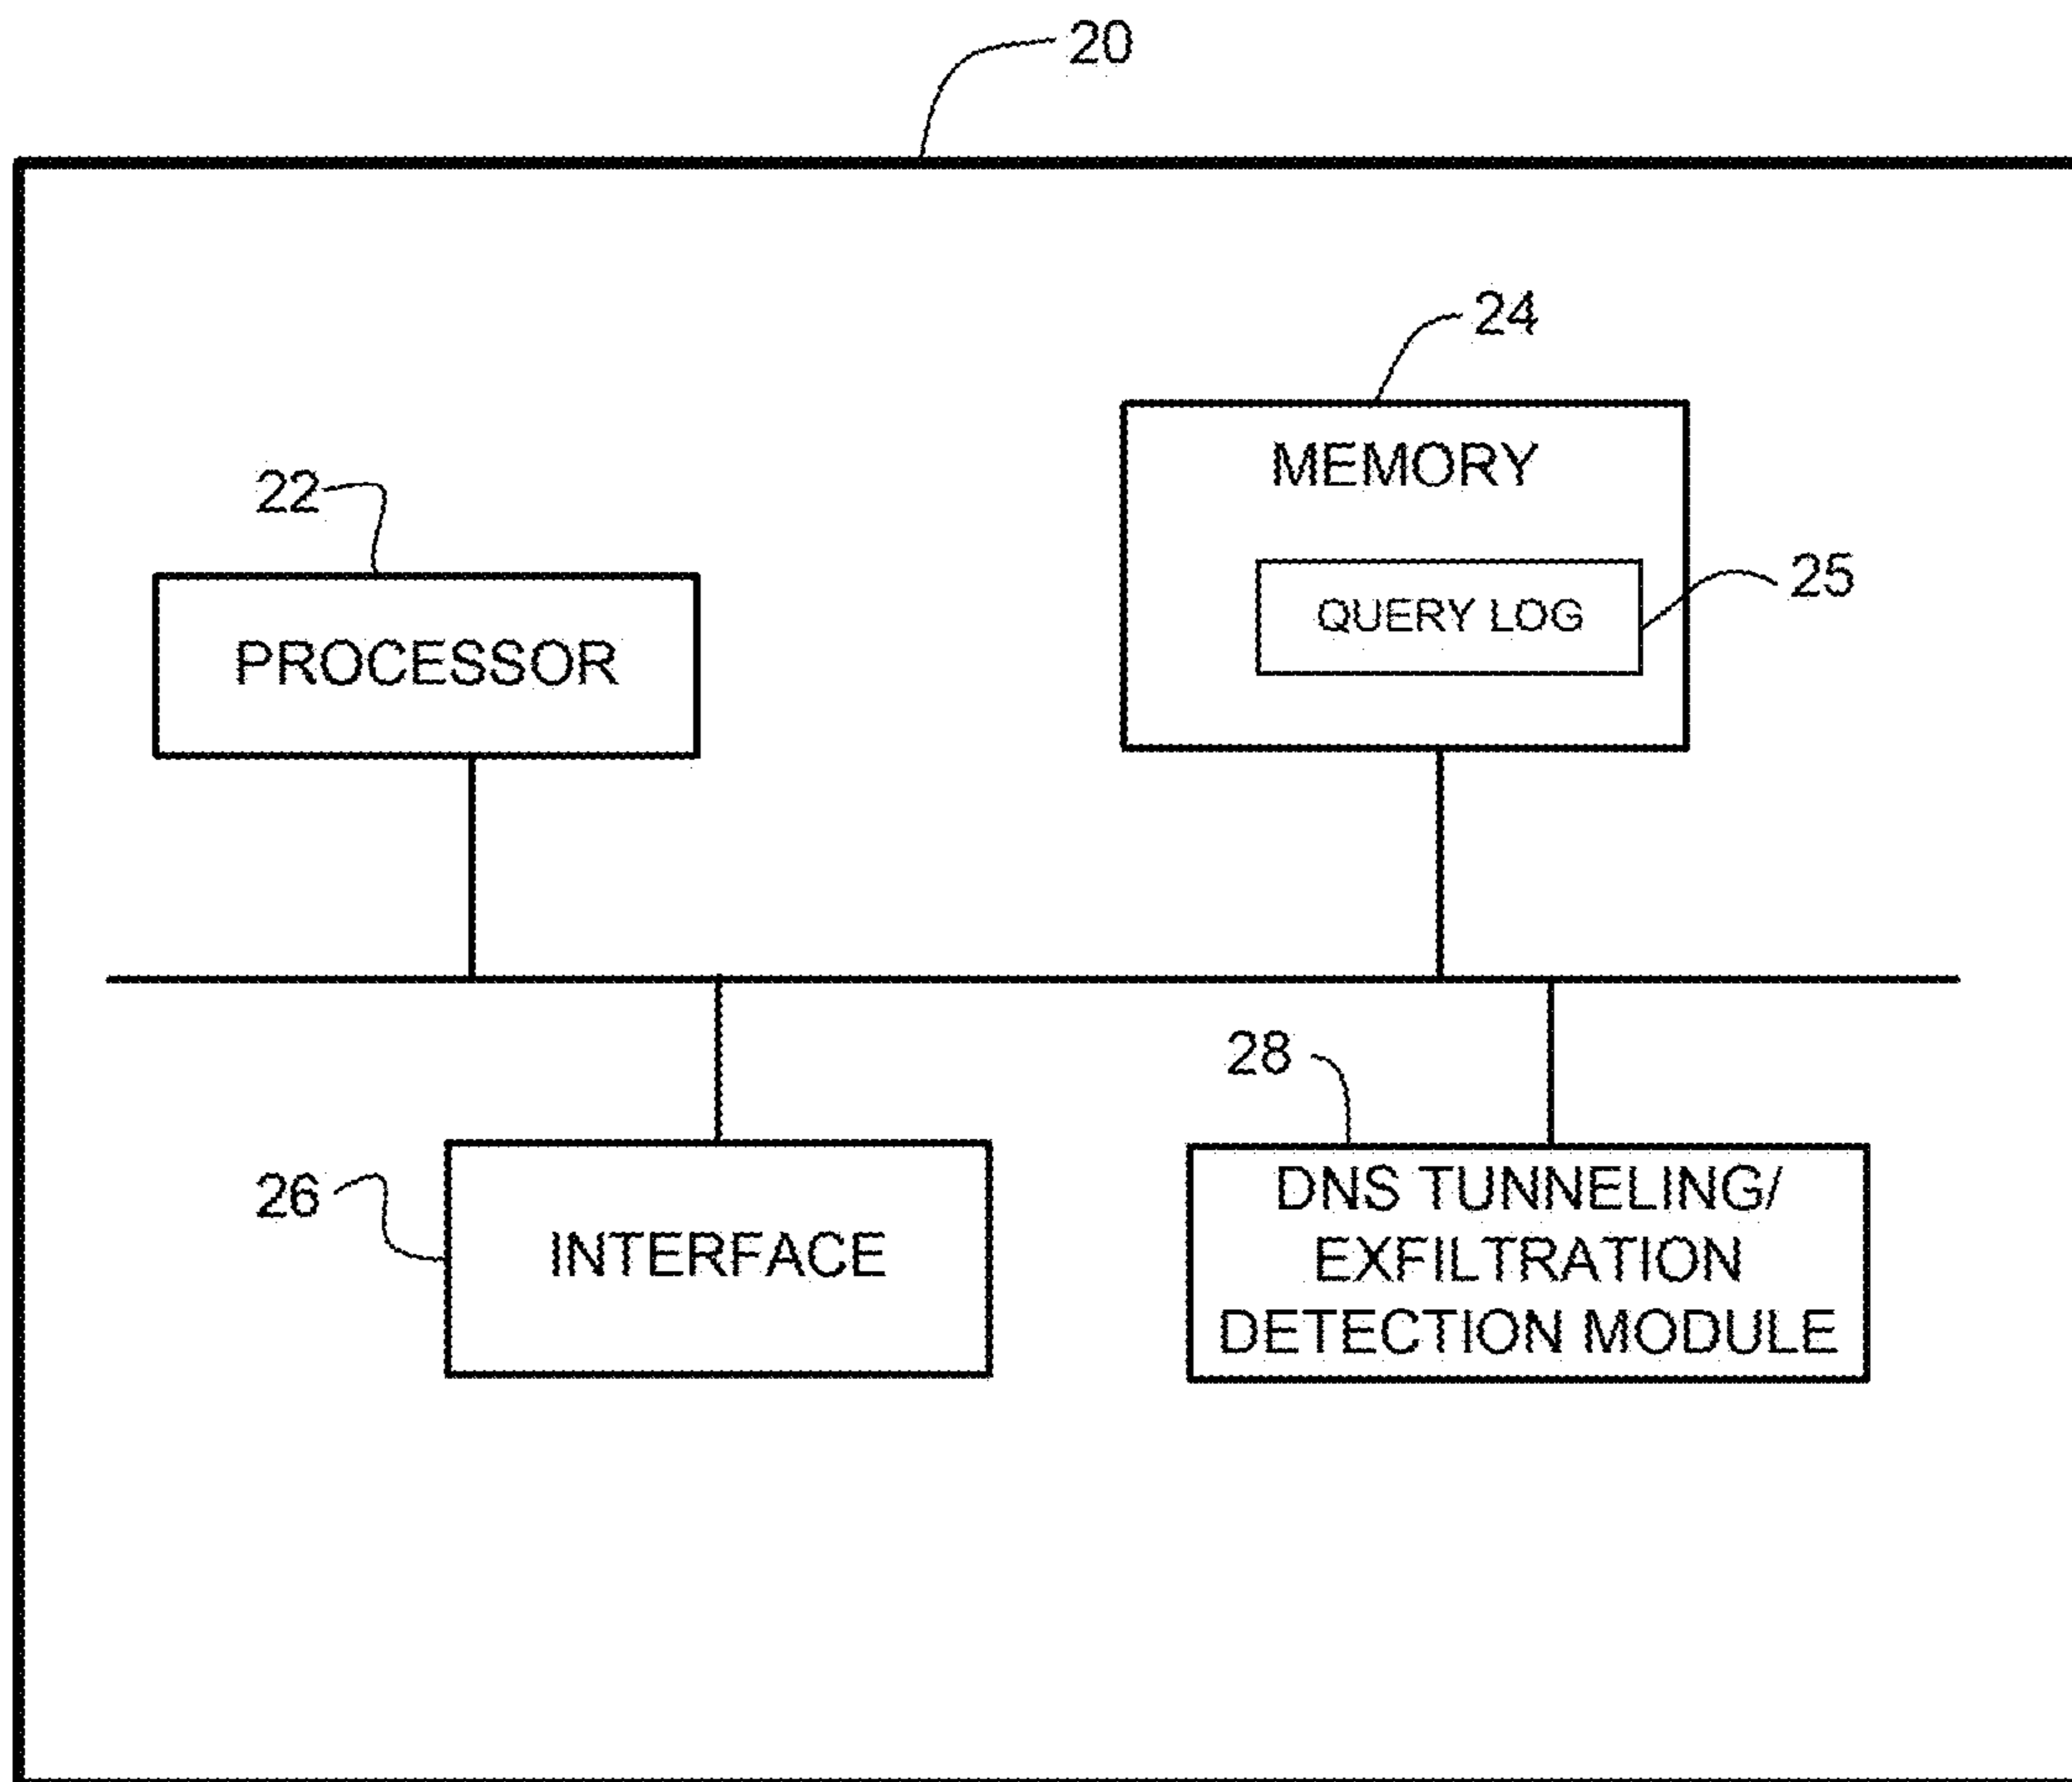 20
24
MEMORY
22
25
QUERY LOG
PROCESSOR
28
26
INTERFACE
DNS TUNNELING/
EXFILTRATION
DETECTION MODULE